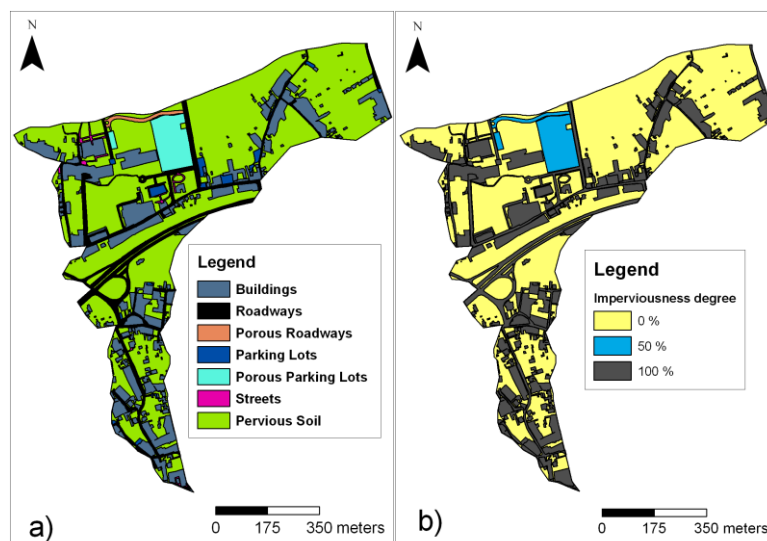 N
Legend
Buildings
Roadways
Porous Roadways
Parking Lots
Porous Parking Lots
Streets
Pervious Soil
a)
0 175 350 meters
N
Legend
Imperviousness degree
0 %
50 %
100 %
b)
0 175 350 meters